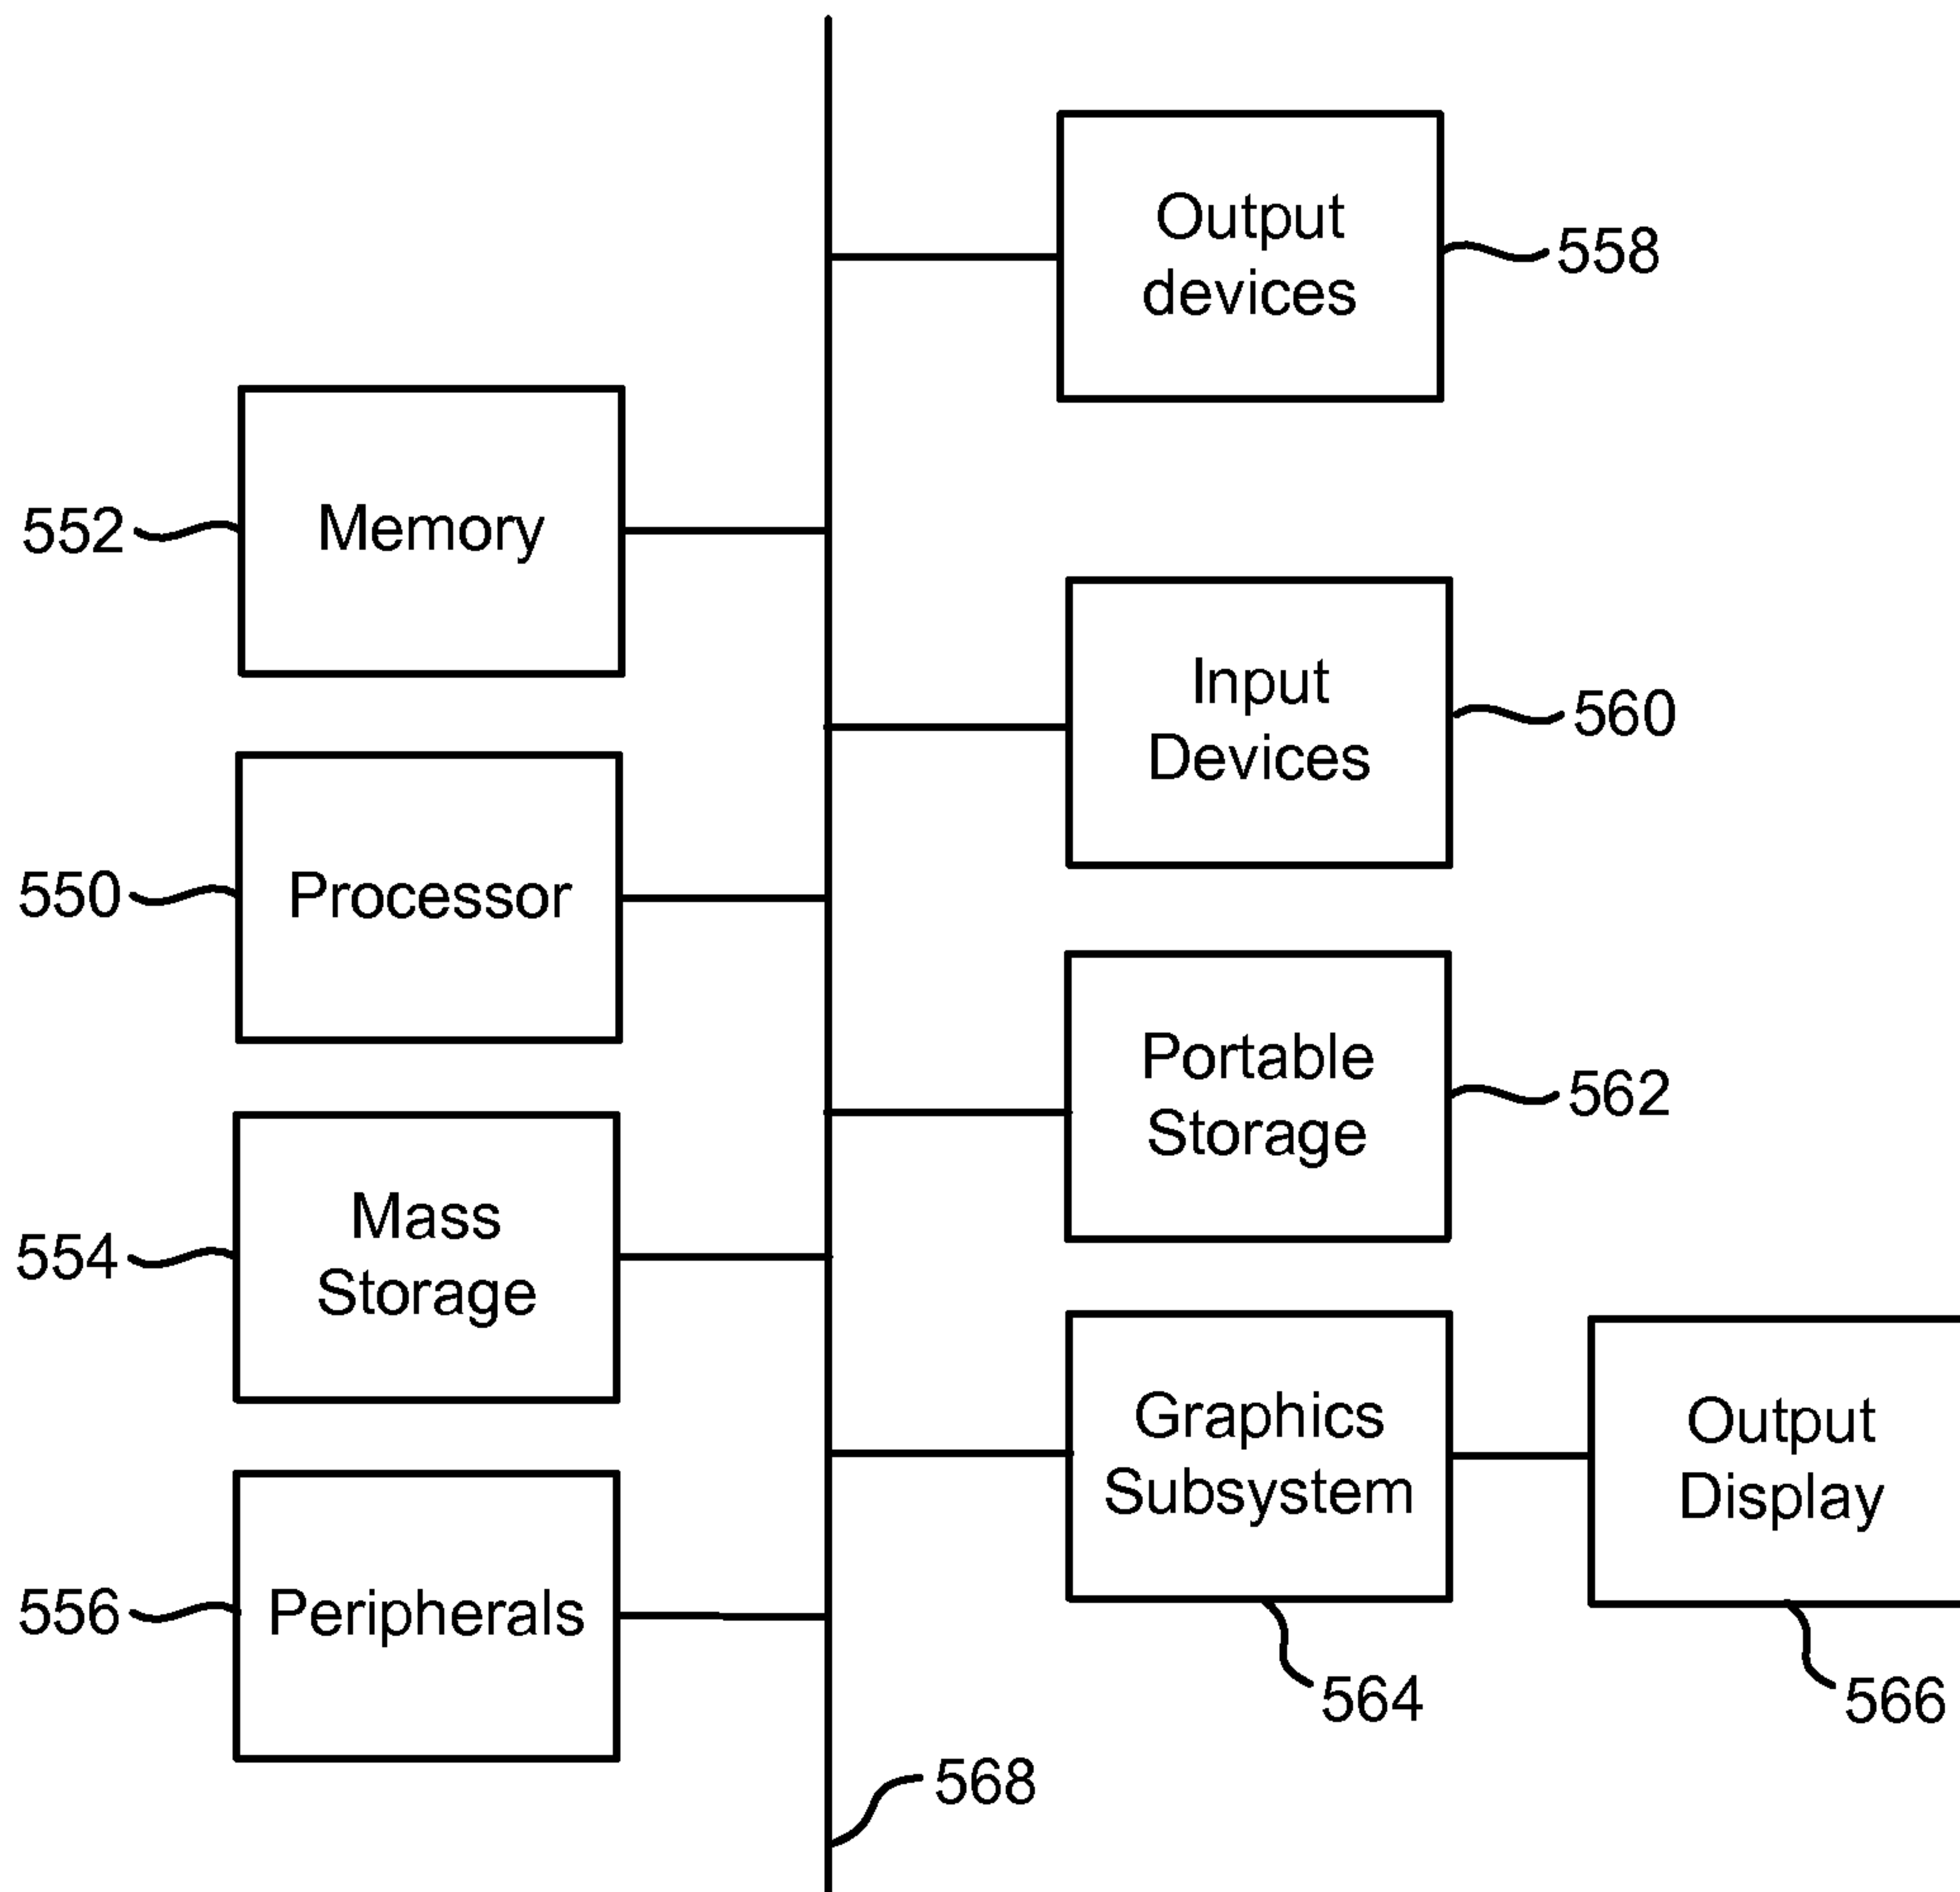 Output
devices
558
552
Memory
Input
Devices
560
550
Processor
Portable
Storage
562
Mass
Storage
554
Graphics
Subsystem
Output
Display
556
Peripherals
564
566
568